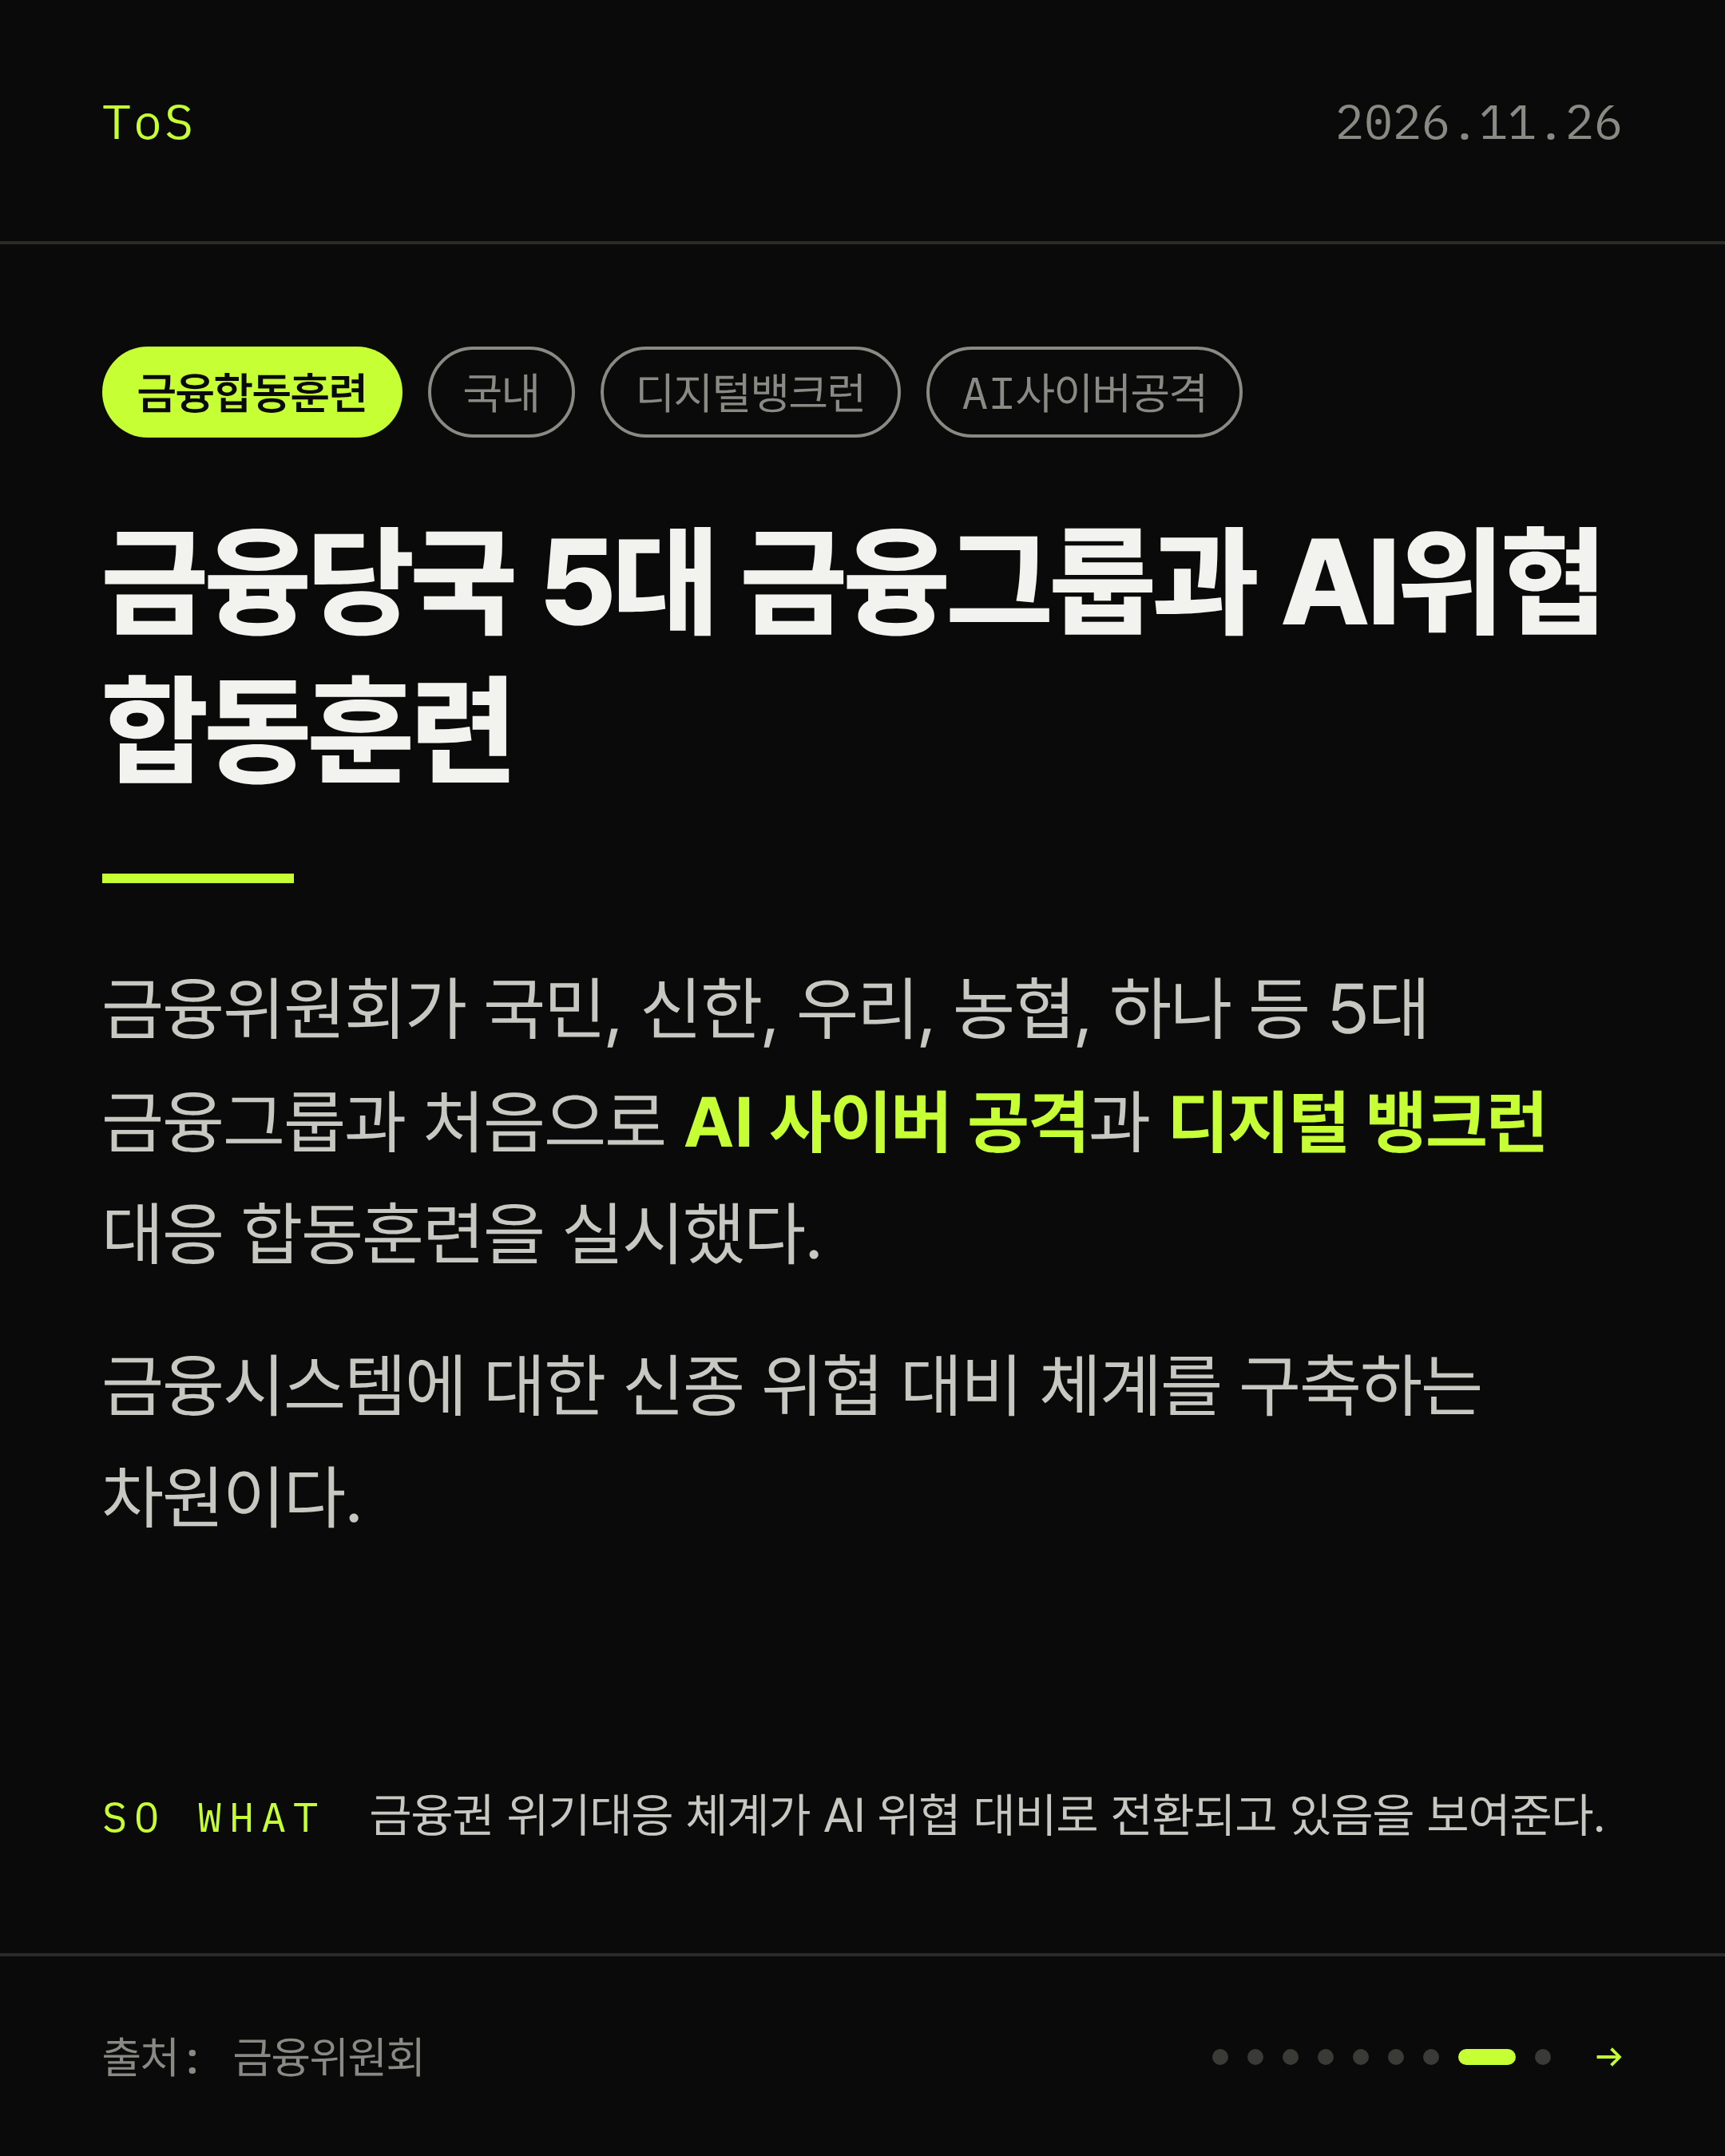 ToS
2026.11.26
금융합동훈련 국내 디지털뱅크런 AI사이버공격
금융당국 5대 금융그룹과 AI위협
합동훈련
금융위원회가 국민, 신한, 우리, 농협, 하나 등 5대
금융그룹과 처음으로 AI 사이버 공격과 디지털 뱅크런
대응 합동훈련을 실시했다.
금융시스템에 대한 신종 위협 대비 체계를 구축하는
차원이다.
SO WHAT 금융권 위기대응 체계가 AI 위협 대비로 전환되고 있음을 보여준다.
출처: 금융위원회
→